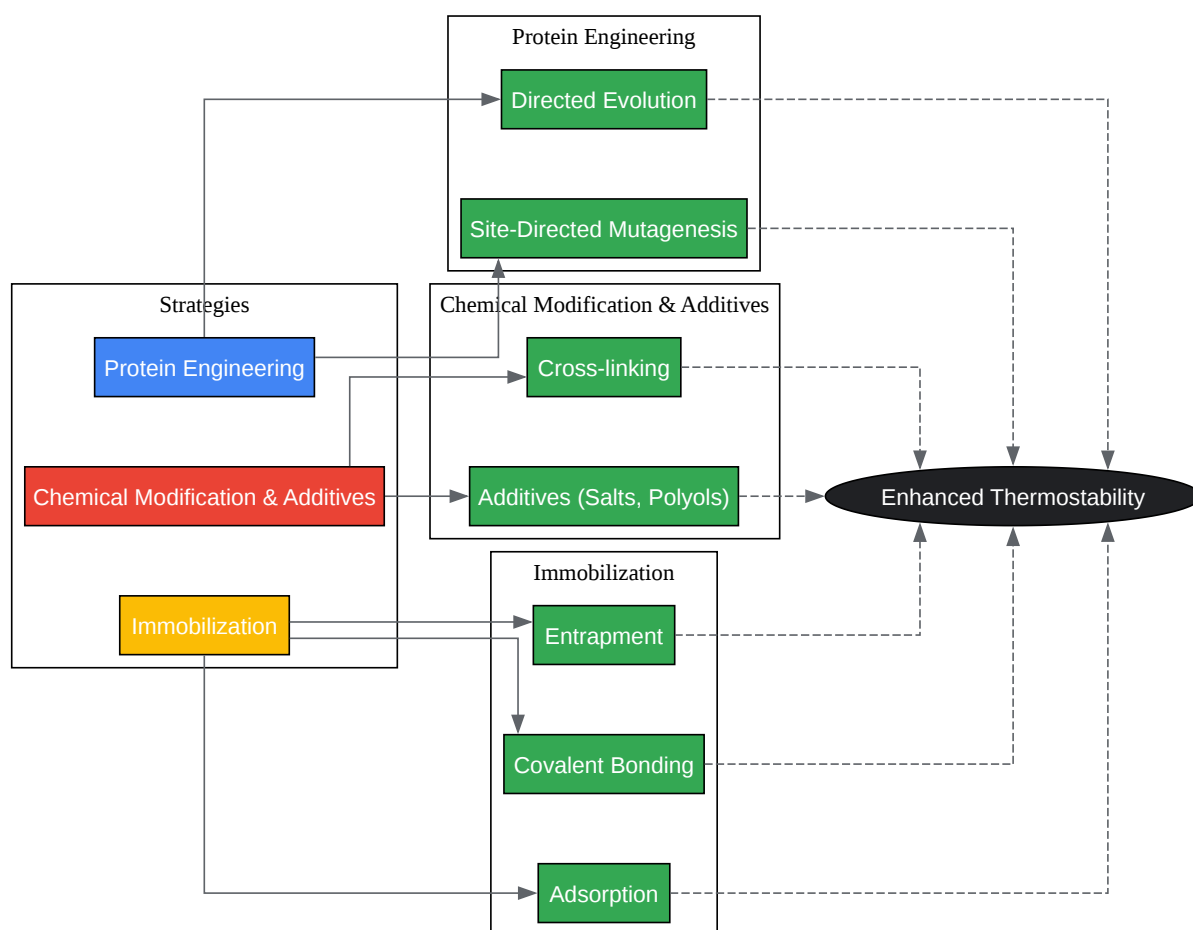 Protein Engineering
Directed Evolution
Site-Directed Mutagenesis
Strategies
Protein Engineering
Chemical Modification & Additives
Immobilization
Chemical Modification & Additives
Cross-linking
Additives (Salts, Polyols)
Enhanced Thermostability
Immobilization
Entrapment
Covalent Bonding
Adsorption